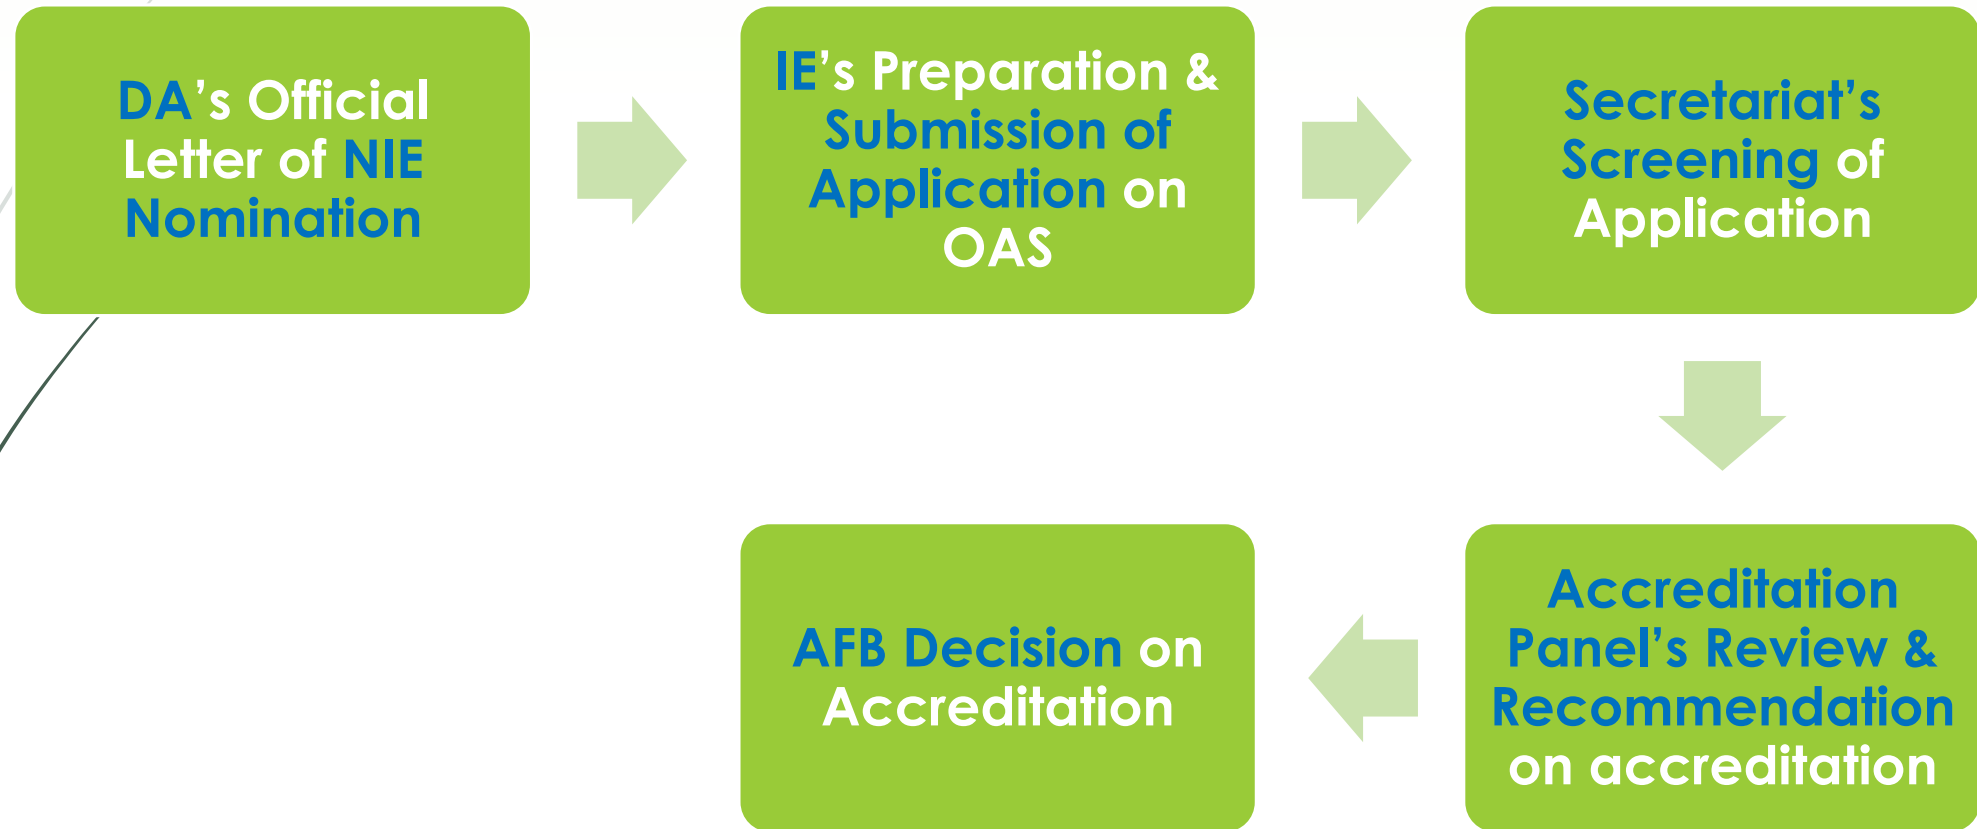 DA's Official
Letter of NIE
Nomination
IE's Preparation &
Submission of
Application on
OAS
Secretariat's
Screening of
Application
Accreditation
Panel's Review &
Recommendation
on accreditation
AFB Decision on
Accreditation